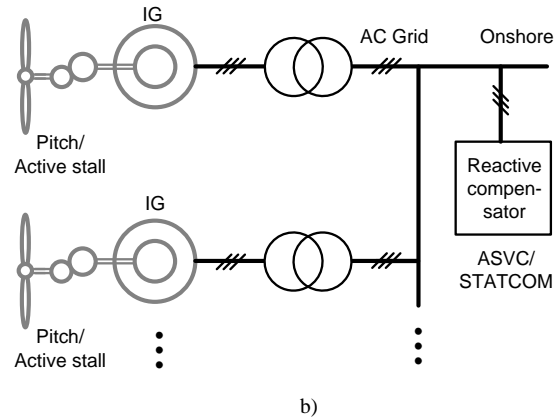 IG
AC Grid
Onshore
Pitch/
Active stall
Reactive
compen-
sator
IG
ASVC/
STATCOM
Pitch/
Active stall
b)